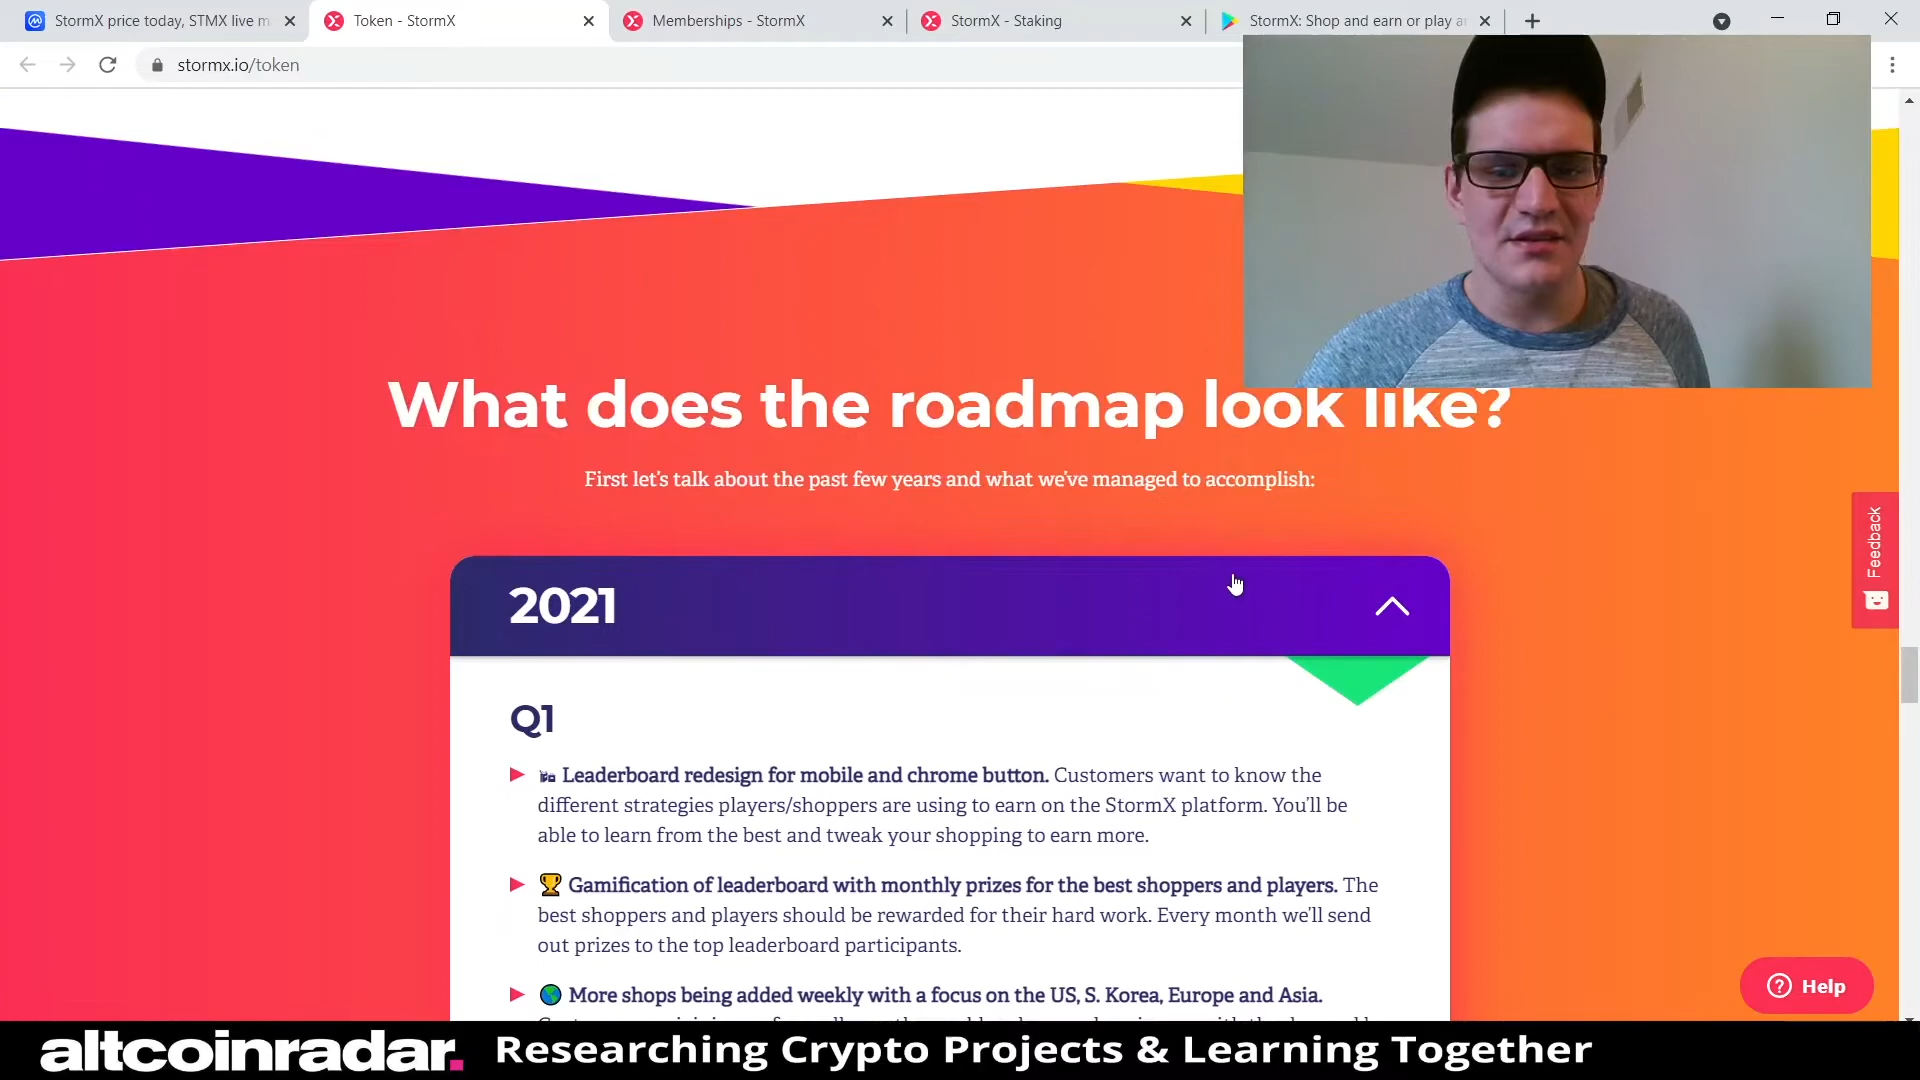 StormX price today, STMX live m
Token - StormX
Memberships - StormX
StormX - Staking
StormX: Shop and earn or play a
stormx.io/token
What does the roadmap look like?
First let's talk about the past few years and what we've managed to accomplish:
2021
Q1
Leaderboard redesign for mobile and chrome button. Customers want to know the
different strategies players/shoppers are using to earn on the StormX platform. You'll be
able to learn from the best and tweak your shopping to earn more.
Gamification of leaderboard with monthly prizes for the best shoppers and players. The
best shoppers and players should be rewarded for their hard work. Every month we'll send
out prizes to the top leaderboard participants.
More shops being added weekly with a focus on the US, S. Korea, Europe and Asia.
Feedback
Help
altcoinradar.
Researching Crypto Projects & Learning Together